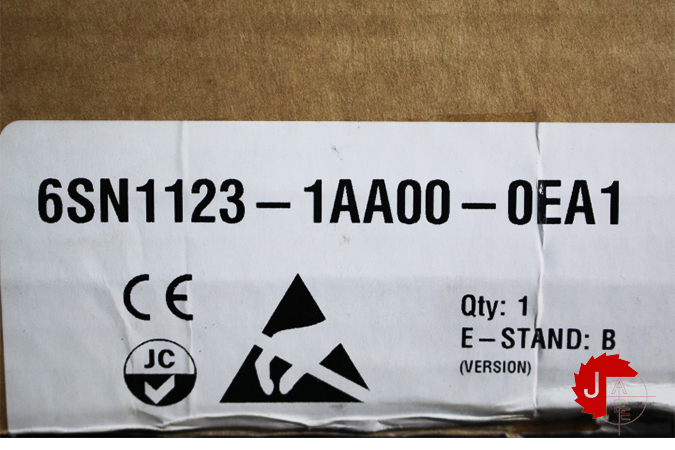 6SN1123-1AA00-0EA1
CE
Qty: 1
JC
E-STAND: B
(VERSION)
J